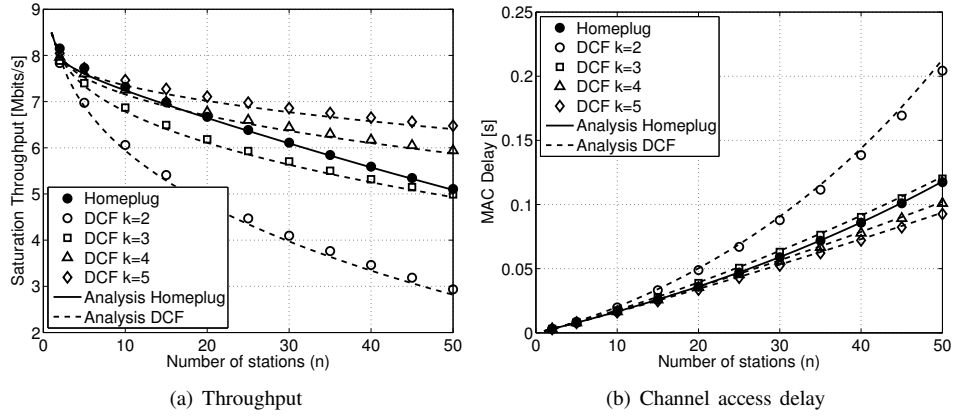 9
8
7
6
5
4
3
2
0
10
20
30
40
50
Saturation Throughput [Mbits/s]
Number of stations (n)
Homeplug
DCF k=2
DCF k=3
DCF k=4
DCF k=5
Analysis Homeplug
Analysis DCF
(a) Throughput
0.25
0.2
0.15
0.1
0.05
0
0
10
20
30
40
50
MAC Delay [s]
Number of stations (n)
Homeplug
DCF k=2
DCF k=3
DCF k=4
DCF k=5
Analysis Homeplug
Analysis DCF
(b) Channel access delay